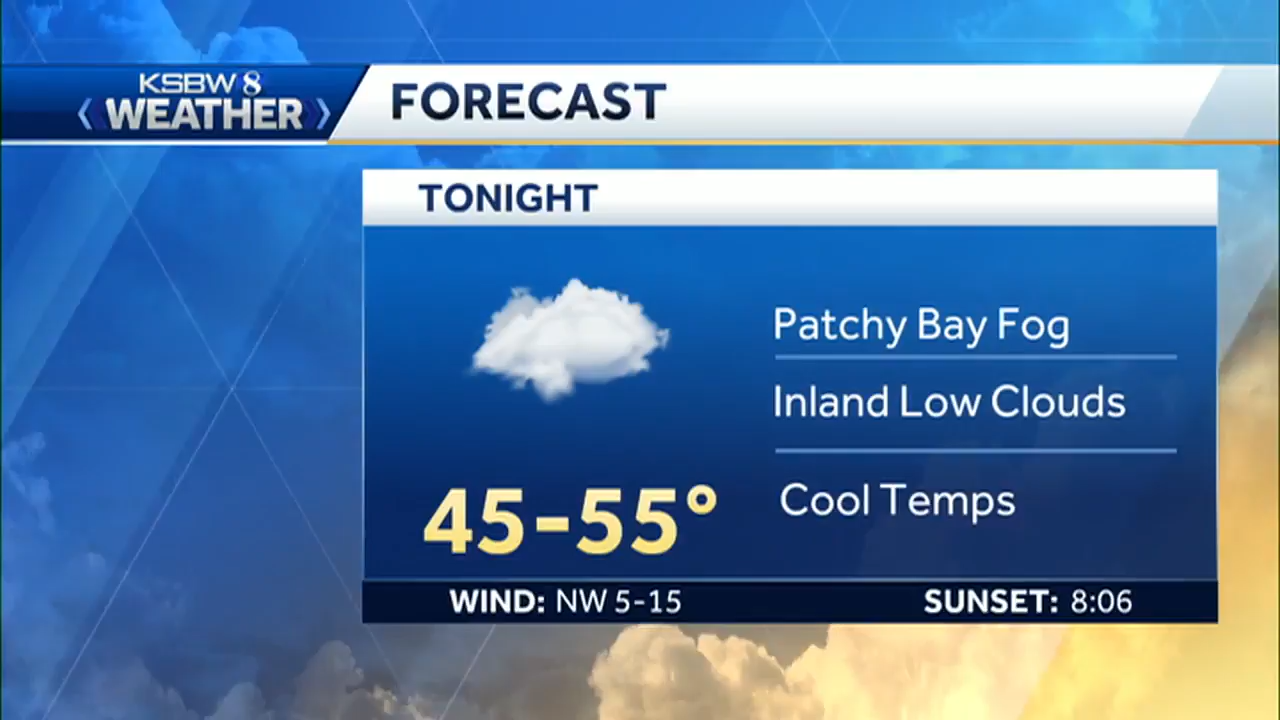 KSBW 8
WEATHER
FORECAST
TONIGHT
Patchy Bay Fog
Inland Low Clouds
Cool Temps
45-55°
WIND: NW 5-15
SUNSET: 8:06